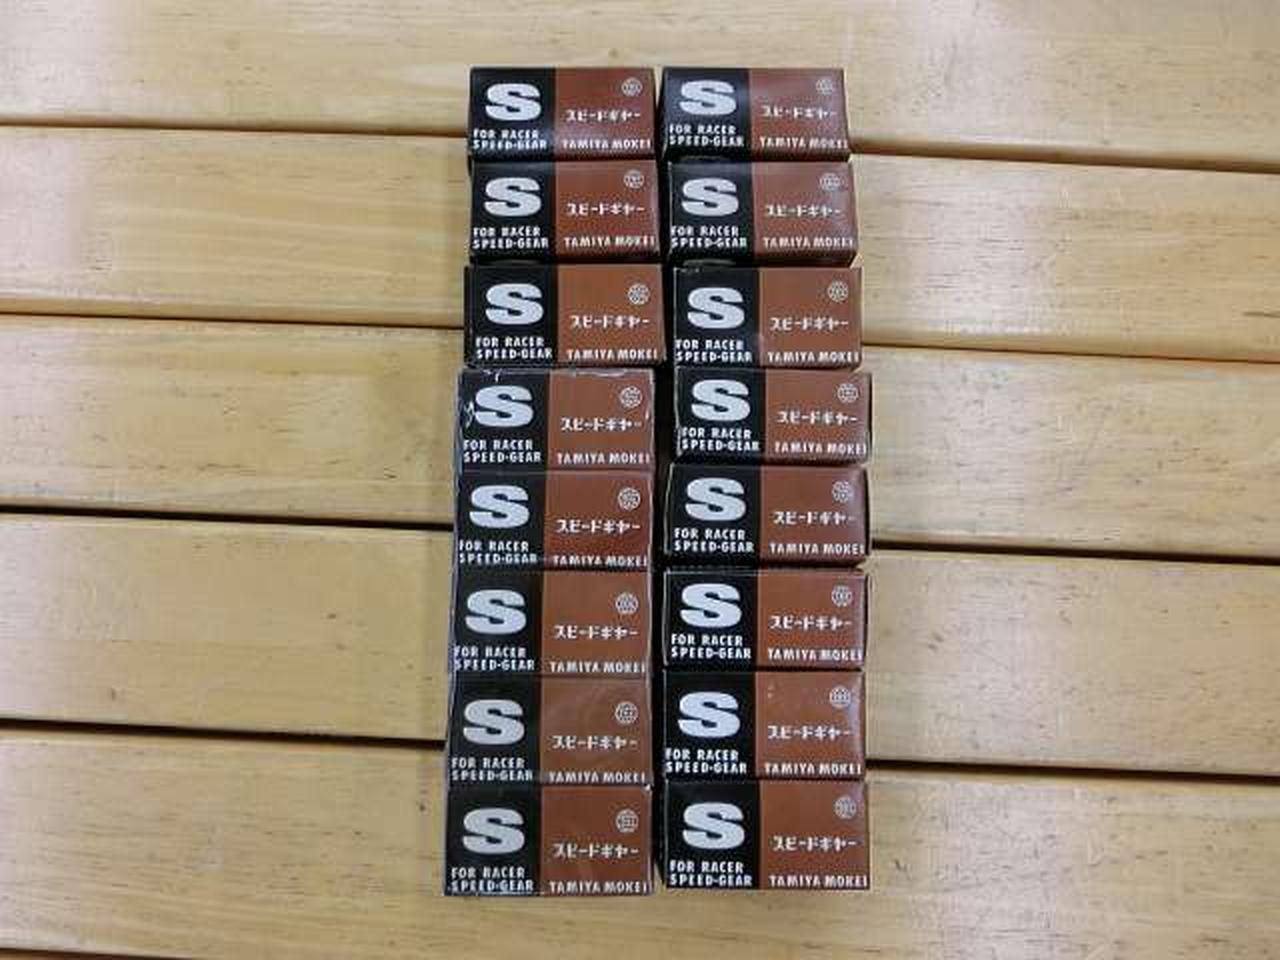 S
スピードギヤー
FOR RACER
SPEED-GEAR TAMIYA MOKEI
S
スピードギヤー
FOR RACER
SPEED-GEAR TAMIYA MOKEI
S
スピードギヤー
FOR RACER
SPEED-GEAR TAMIYA MOKEI
S
スピードギヤー
FOR RACER
SPEED-GEAR TAMIYA MOKEI
S
スピードギヤー
FOR RACER
SPEED-GEAR TAMIYA MOKEI
S
スピードギヤー
FOR RACER
SPEED-GEAR TAMIYA MOKEI
S
スピードギヤー
FOR RACER
SPEED-GEAR TAMIYA MOKEI
S
スピードギヤー
FOR RACER
SPEED-GEAR TAMIYA MOKEI
S
スピードギヤー
FOR RACER
SPEED-GEAR TAMIYA MOKEI
S
スピードギヤー
FOR RACER
SPEED-GEAR TAMIYA MOKEI
S
スピードギヤー
FOR RACER
SPEED-GEAR TAMIYA MOKEI
S
スピードギヤー
FOR RACER
SPEED-GEAR TAMIYA MOKEI
S
スピードギヤー
FOR RACER
SPEED-GEAR TAMIYA MOKEI
S
スピードギヤー
FOR RACER
SPEED-GEAR TAMIYA MOKEI
S
スピードギヤー
FOR RACER
SPEED-GEAR TAMIYA MOKEI
S
スピードギヤー
FOR RACER
SPEED-GEAR TAMIYA MOKEI